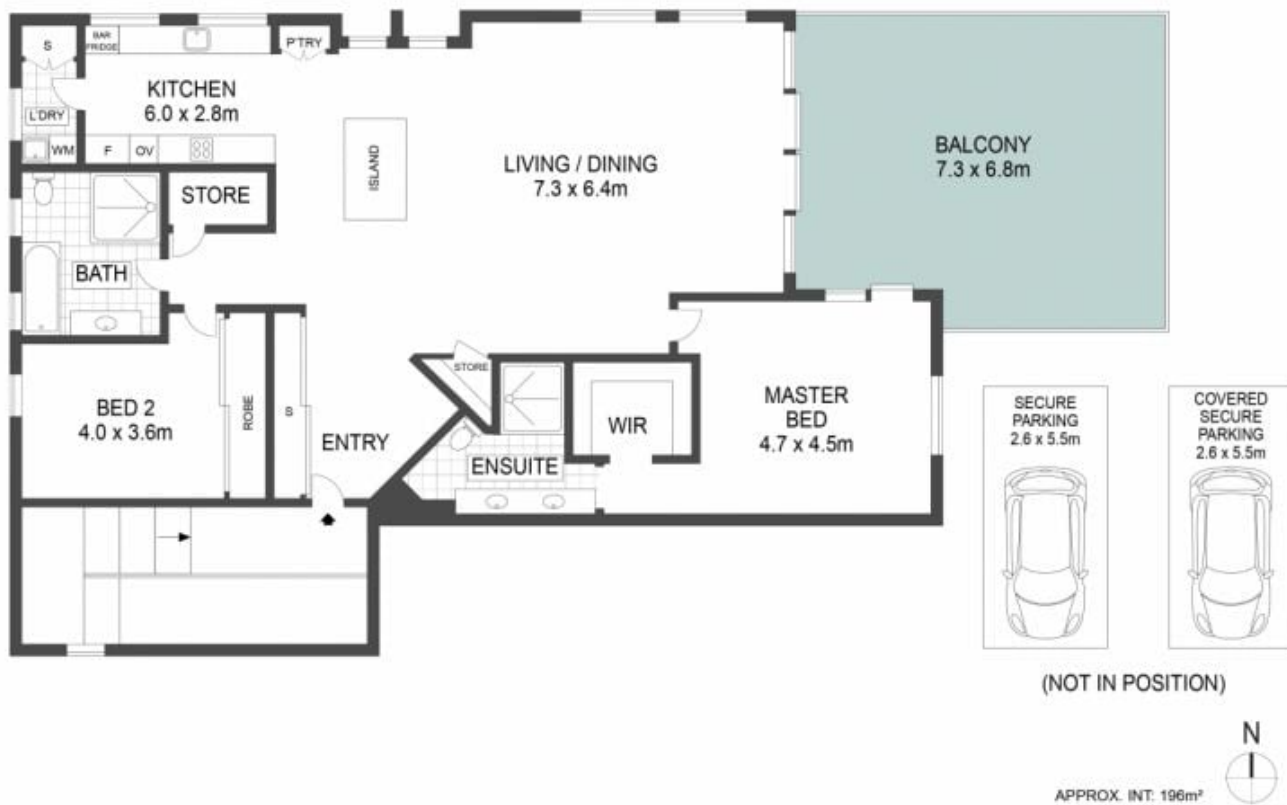 S
BAR
FRIDGE
P'TRY
KITCHEN
6.0 x 2.8m
L'DRY
WM
F
OV
ISLAND
LIVING / DINING
7.3 x 6.4m
BALCONY
7.3 x 6.8m
STORE
BATH
BED 2
4.0 x 3.6m
ROBE
S
ENTRY
STORE
ENSUITE
WIR
MASTER
BED
4.7 x 4.5m
SECURE
PARKING
2.6 x 5.5m
COVERED
SECURE
PARKING
2.6 x 5.5m
(NOT IN POSITION)
N
APPROX. INT: 196m²